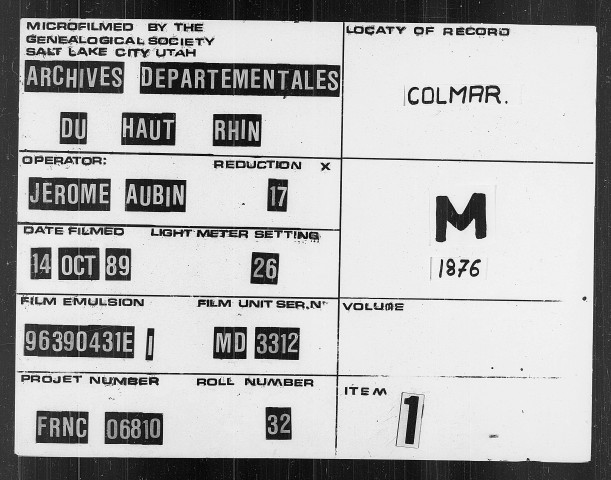 MICROFILMED BY THE
GENEALOGICAL SOCIETY
SALT LAKE CITY UTAH
ARCHIVES DEPARTEMENTALES
DU HAUT RHIN
OPERATOR: REDUCTION X
JEROME AUBIN 17
DATE FILMED LIGHT METER SETTING
14 OCT 89 26
FILM EMULSION FILM UNIT SER.N°
96390431E 1 MD 3312
PROJET NUMBER ROLL NUMBER
FRNC 06810 32
LOCATY OF RECORD
COLMAR.
M
1876
VOLUME
ITEM 1